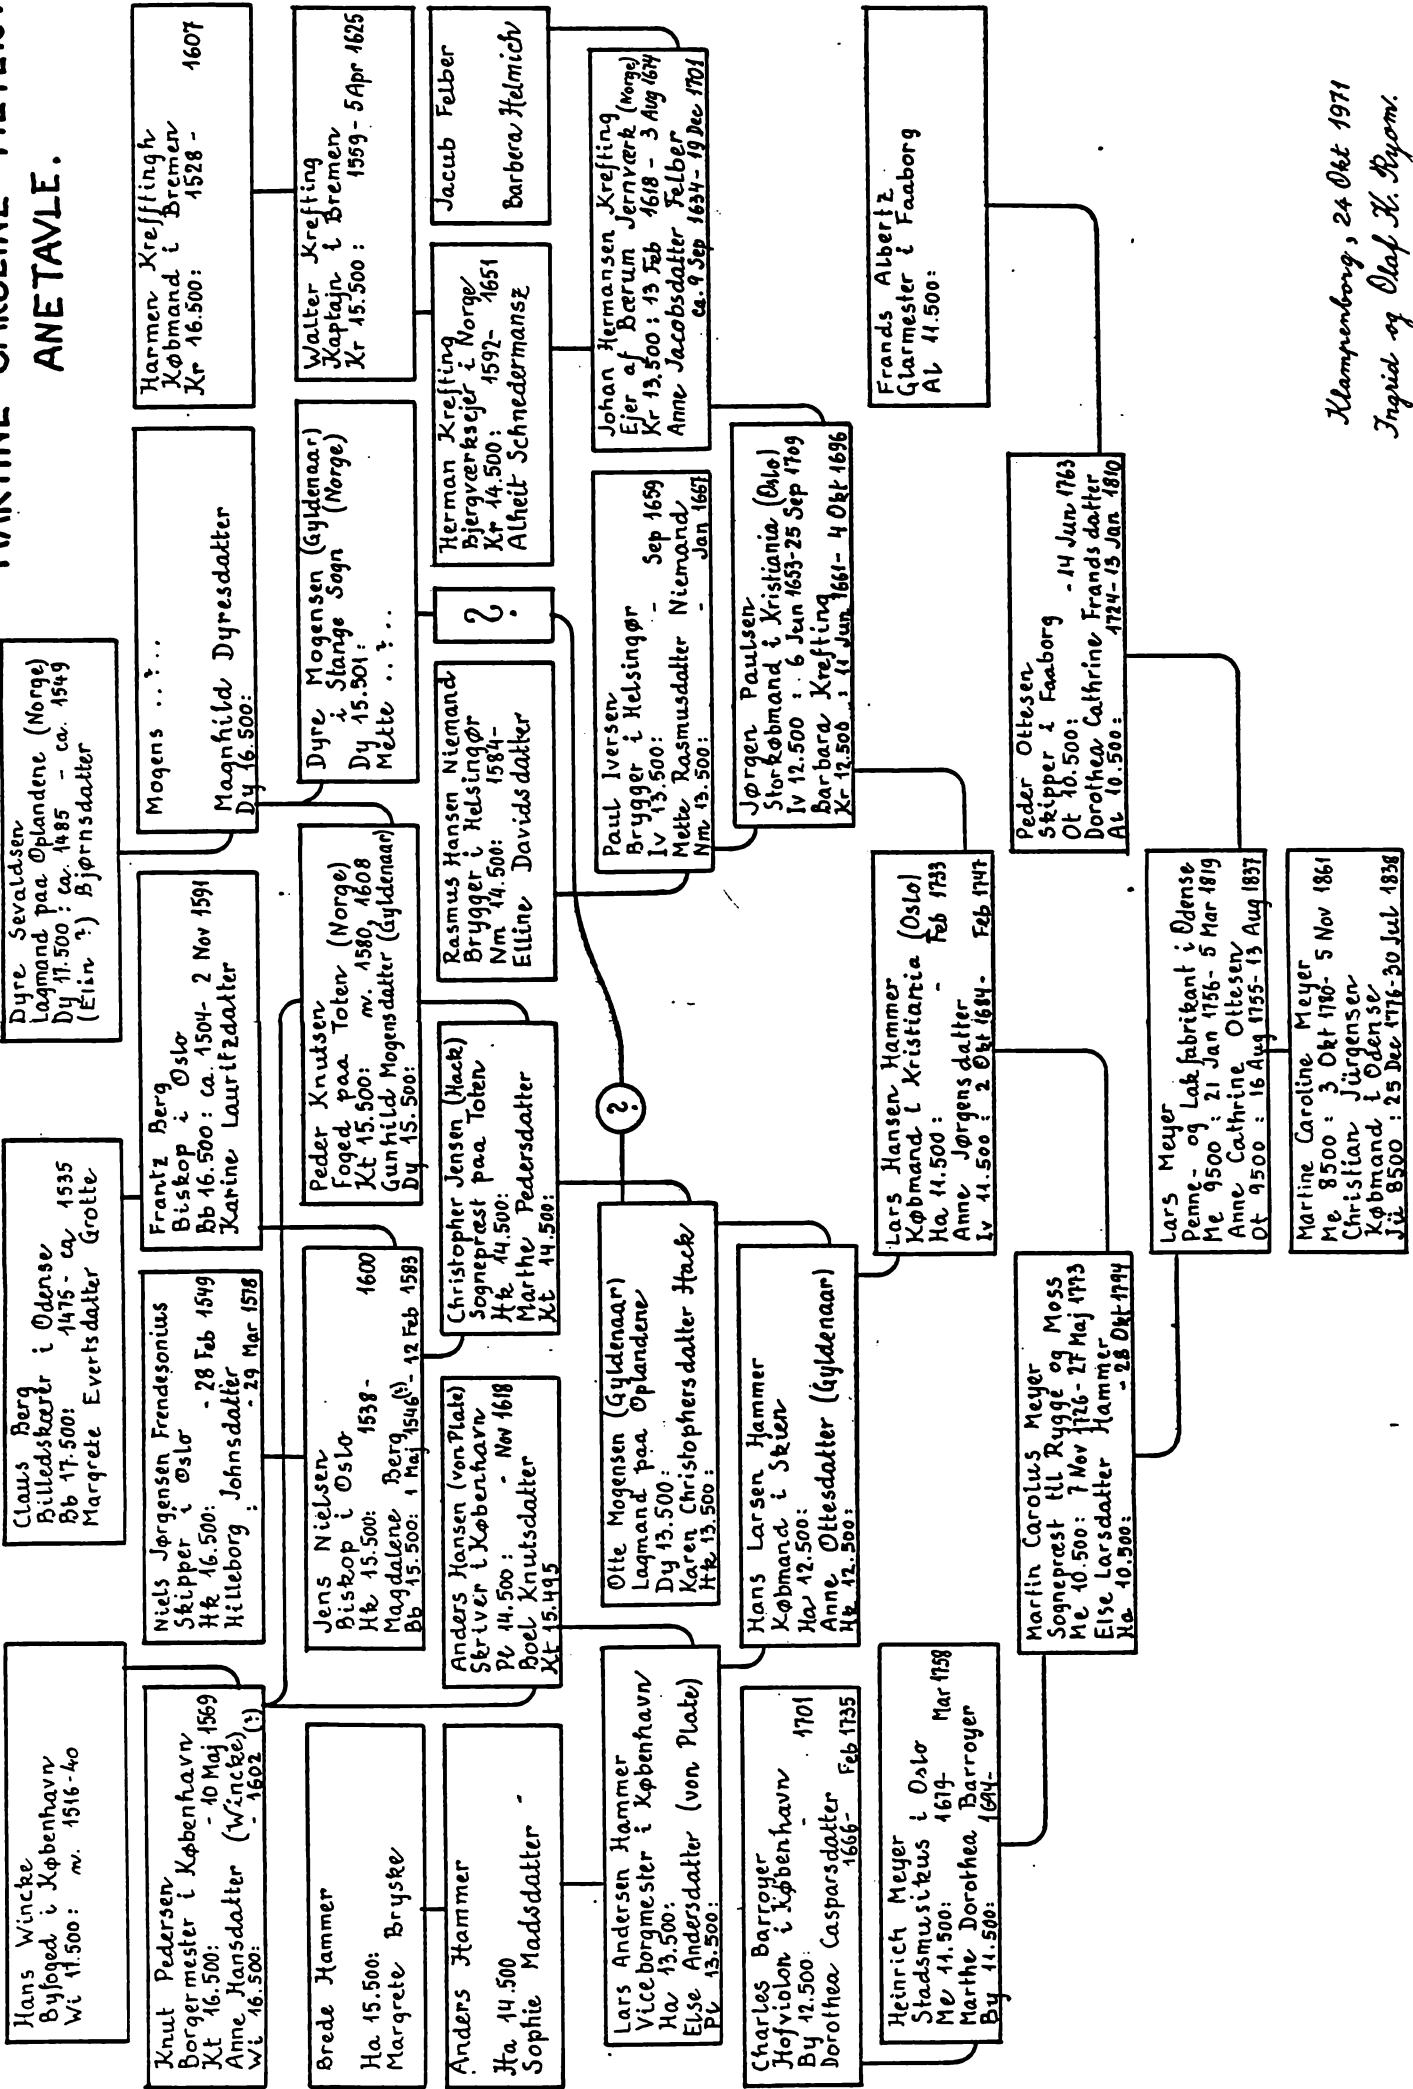 ANETAVLE.
Dyre Sevaldsen
Lagmand paa Oplandene (Norge)
Dy 17.500 : ca. 1485 - ca. 1549
(Elin ?) Bjørnsdatter
Claus Berg
Billedskærer i Odense
Bb 17.500: 1475 - ca 1535
Margrete Evertsdatter Grotte
Hans Wincke
Byfoged i København
Wi 17.500: n. 1516-40
Harmen Kreffting​h
Købmand i Bremen
Kr 16.500: 1528 - 1607
Mogens ..?..
Magnhild Dyresdatter
Dy 16.500:
Frantz Berg
Biskop i Oslo
Bb 16.500: ca. 1504- 2 Nov 1591
Karine Lauritzdatter
Niels Jørgensen Frendesonius
Skipper i Oslo
Hk 16.500: - 28 Feb 1549
Hilleborg Johnsdatter
: - 29 Mar 1578
Knut Pedersen
Borgermester i København
Kt 16.500: - 10 Maj 1569
Anne Hansdatter (Wincke)
Wi 16.500: - 1602 (?)
Walter Krefting
Kaptajn i Bremen
Kr 15.500: 1559 - 5 Apr 1625
Dyre Mogensen (Gyldenaar)
i Stange Sogn (Norge)
Dy 15.501:
Mette ..?..
Peder Knutsen
Foged paa Toten (Norge)
Kt 15.500: n. 1580, 1608
Gunhild Mogensdatter (Gyldenaar)
Dy 15.500:
Jens Nielsen
Biskop i Oslo
Hk 15.500: 1538 - 1600
Magdalene Berg
Bb 15.500: 1 Maj 1546(?) - 12 Feb 1583
Brede Hammer
Ha 15.500:
Margrete Bryske
Jacub Felber
Barbera Helmich
Herman Krefting
Bjergværksejer i Norge
Kr 14.500: 1592- 1651
Alheit Schnedermansz
?
Rasmus Hansen Niemand
Brygger i Helsingør
Nm 14.500: 1584-
Elline Davidsdatter
Christopher Jensen (Hack)
Sognepræst paa Toten
Hk 14.500:
Marthe Pedersdatter
Kt 14.500:
Anders Hansen (von Plate)
Skriver i København
Pl 14.500: - Nov 1618
Boel Knutsdatter
Kt 15.495
Anders Hammer
Ha 14.500
Sophie Madsdatter -
Johan Hermansen Krefting
Ejer af Bærum Jernværk (Norge)
Kr 13.500: 13 Feb 1618 - 3 Aug 1674
Anne Jacobsdatter Felber
ca. 9 Sep 1634- 19 Dec 1701
Paul Iversen
Brygger i Helsingør
Iv 13.500: - Sep 1659
Mette Rasmusdatter Niemand
Nm 13.500: - Jan 1667
?
Otte Mogensen (Gyldenaar)
Lagmand paa Oplandene
Dy 13.500:
Karen Christophersdatter Hack
Hk 13.500:
Lars Andersen Hammer
Viceborgmester i København
Ha 13.500:
Else Andersdatter (von Plate)
Pl 13.500:
Jørgen Paulsen
Storkøbmand i Kristiania (Oslo)
Iv 12.500 : 6 Jun 1653-25 Sep 1709
Barbara Krefting
Kr 12.500 : 11 Jun 1661 - 4 Okt 1696
Hans Larsen Hammer
Købmand i Skien
Ha 12.500:
Anne Ottesdatter (Gyldenaar)
Hk 12.500:
Charles Barroyer
Hofviolon i København
By 12.500: - 1701
Dorothea Casparsdatter
1666- Feb 1735
Frands Albertz
Glarmester i Faaborg
Al 11.500:
Lars Hansen Hammer
Købmand i Kristiania (Oslo)
Ha 11.500: - Feb 1733
Anne Jørgensdatter
Iv 11.500 : 2 Okt 1684 - Feb 1747
Heinrich Meyer
Stadsmusikus i Oslo
Me 11.500: 1679- Mar 1758
Marthe Dorothea Barroyer
By 11.500: 1694-
Peder Ottesen
Skipper i Faaborg
Ot 10.500: - 14 Jun 1763
Dorothea Cathrine Frandsdatter
Al 10.500: 1724-15 Jan 1810
Martin Carolus Meyer
Sognepræst til Rygge og Moss
Me 10.500: 7 Nov 1726- 27 Maj 1773
Else Larsdatter Hammer
Ha 10.500: - 28 Okt 1794
Lars Meyer
Penne- og Lakfabrikant i Odense
Me 9500 : 21 Jan 1756- 5 Mar 1819
Anne Cathrine Ottesen
Ot 9500 : 16 Aug 1755- 13 Aug 1837
Martine Caroline Meyer
Me 8500 : 3 Okt 1780- 5 Nov 1861
Christian Jürgensen
Købmand i Odense
Jü 8500 : 25 Dec 1776-30 Jul 1838
Klampenborg, 24 Okt 1971
Ingrid og Olaf K. Ryom.